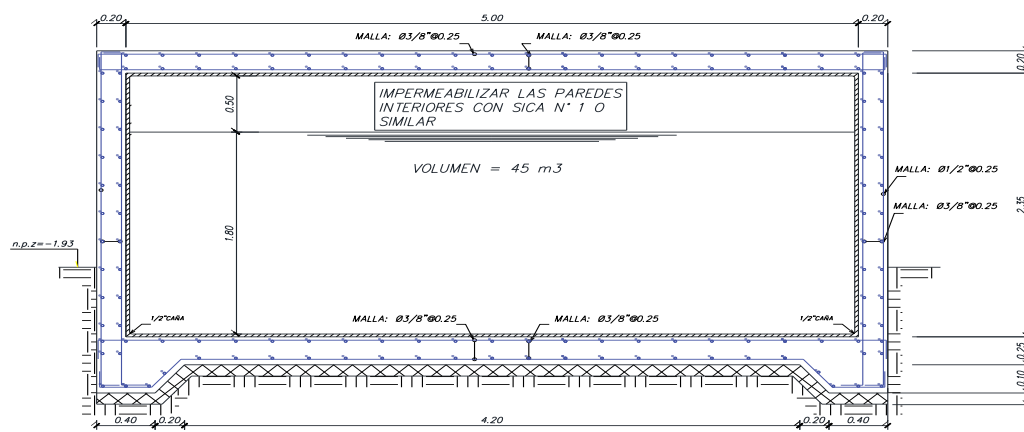 0.20 5.00 0.20
MALLA: Ø3/8"@0.25 MALLA: Ø3/8"@0.25
0.20
0.50
IMPERMEABILIZAR LAS PAREDES
INTERIORES CON SICA N° 1 O
SIMILAR
VOLUMEN = 45 m3
MALLA: Ø1/2"@0.25
MALLA: Ø3/8"@0.25
2.35
1.80
n.p.z=-1.93
1/2"CAÑA MALLA: Ø3/8"@0.25 MALLA: Ø3/8"@0.25 1/2"CAÑA
0.25
0.10
0.40 0.20 4.20 0.20 0.40